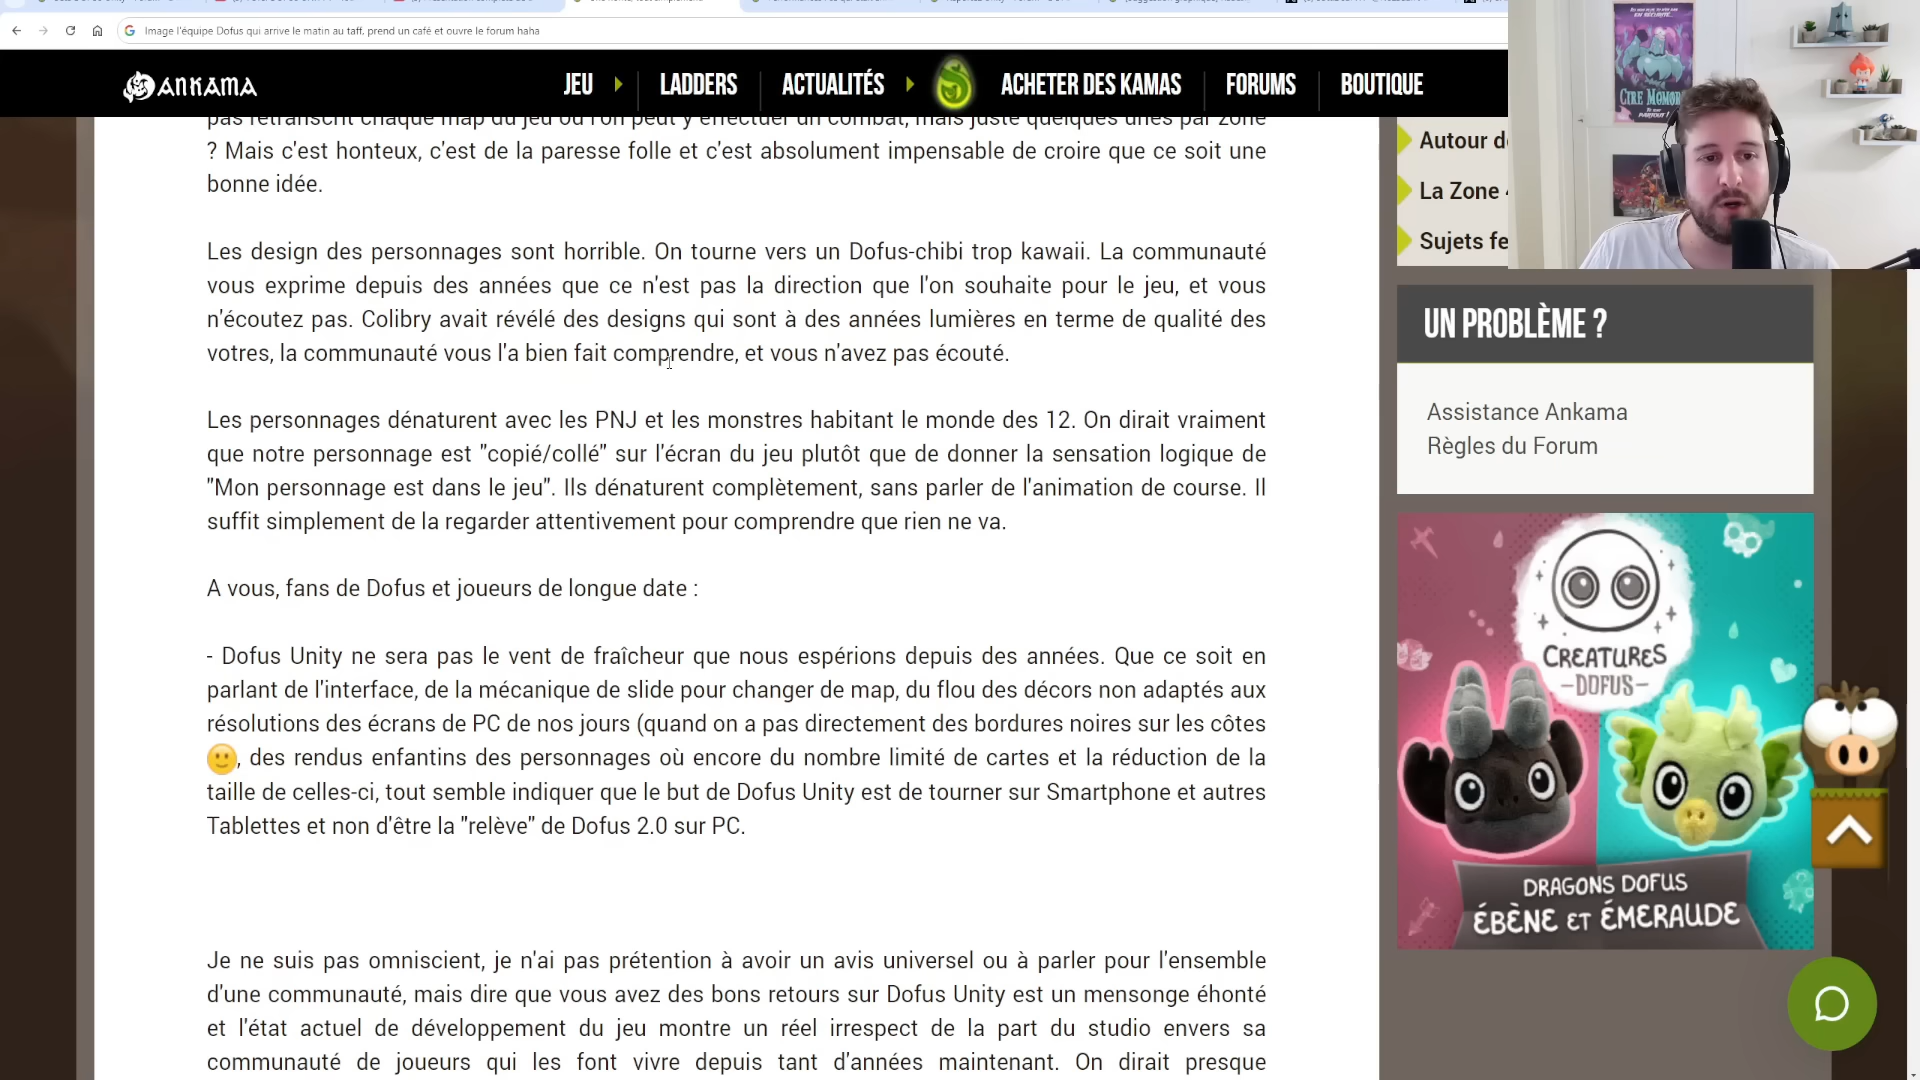 Image l'équipe Dofus qui arrive le matin au taff, prend un café et ouvre le forum haha
ANKAMA
JEU
LADDERS
ACTUALITÉS
ACHETER DES KAMAS
FORUMS
BOUTIQUE
pas retranscrit chaque map du jeu où l'on peut y effectuer un combat, mais juste quelques unes par zone
? Mais c'est honteux, c'est de la paresse folle et c'est absolument impensable de croire que ce soit une
bonne idée.
Les design des personnages sont horrible. On tourne vers un Dofus-chibi trop kawaii. La communauté
vous exprime depuis des années que ce n'est pas la direction que l'on souhaite pour le jeu, et vous
n'écoutez pas. Colibry avait révélé des designs qui sont à des années lumières en terme de qualité des
votres, la communauté vous l'a bien fait comprendre, et vous n'avez pas écouté.
Les personnages dénaturent avec les PNJ et les monstres habitant le monde des 12. On dirait vraiment
que notre personnage est "copié/collé" sur l'écran du jeu plutôt que de donner la sensation logique de
"Mon personnage est dans le jeu". Ils dénaturent complètement, sans parler de l'animation de course. Il
suffit simplement de la regarder attentivement pour comprendre que rien ne va.
A vous, fans de Dofus et joueurs de longue date :
- Dofus Unity ne sera pas le vent de fraîcheur que nous espérions depuis des années. Que ce soit en
parlant de l'interface, de la mécanique de slide pour changer de map, du flou des décors non adaptés aux
résolutions des écrans de PC de nos jours (quand on a pas directement des bordures noires sur les côtes
, des rendus enfantins des personnages où encore du nombre limité de cartes et la réduction de la
taille de celles-ci, tout semble indiquer que le but de Dofus Unity est de tourner sur Smartphone et autres
Tablettes et non d'être la "relève" de Dofus 2.0 sur PC.
Je ne suis pas omniscient, je n'ai pas prétention à avoir un avis universel ou à parler pour l'ensemble
d'une communauté, mais dire que vous avez des bons retours sur Dofus Unity est un mensonge éhonté
et l'état actuel de développement du jeu montre un réel irrespect de la part du studio envers sa
communauté de joueurs qui les font vivre depuis tant d'années maintenant. On dirait presque
Autour d
La Zone
Sujets fe
UN PROBLÈME ?
Assistance Ankama
Règles du Forum
CREATURES
-DOFUS-
DRAGONS DOFUS
ÉBÈNE ET ÉMERAUDE